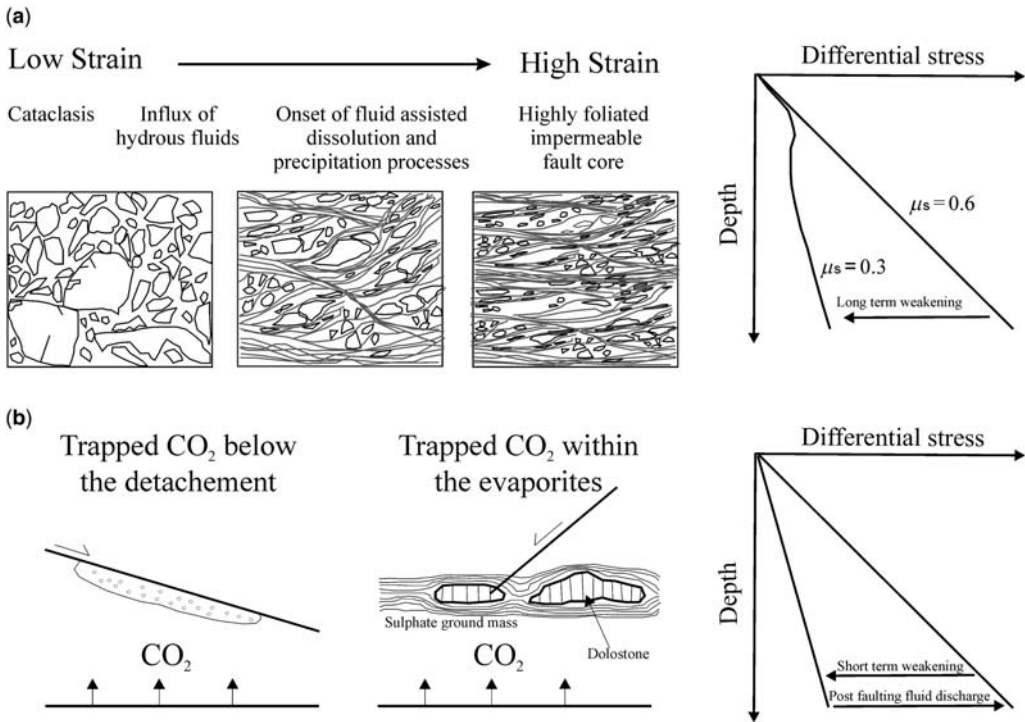 (a)
Low Strain
High Strain
Cataclasis
Influx of
hydrous fluids
Onset of fluid assisted
dissolution and
precipitation processes
Highly foliated
impermeable
fault core
Differential stress
Depth
μs = 0.6
μs = 0.3
Long term weakening
(b)
Trapped CO₂ below
the detachement
CO₂
Trapped CO₂ within
the evaporites
Sulphate ground mass
Dolostone
CO₂
Differential stress
Depth
Short term weakening
Post faulting fluid discharge